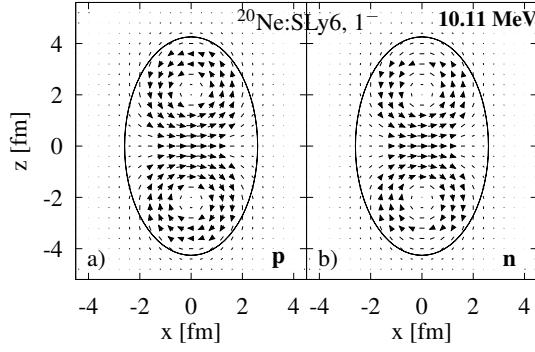 ²⁰Ne:SLy6, 1⁻ 10.11 MeV
4
2
0
-2
-4
z [fm]
a) p
b) n
-4 -2 0 2 4 -4 -2 0 2 4
x [fm] x [fm]